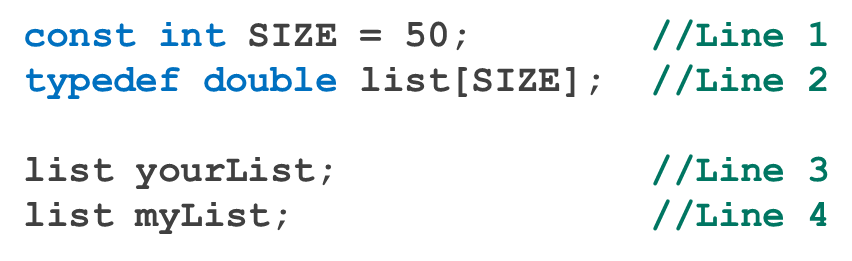 const int SIZE = 50; //Line 1
typedef double list[SIZE]; //Line 2
list yourList; //Line 3
list myList; //Line 4